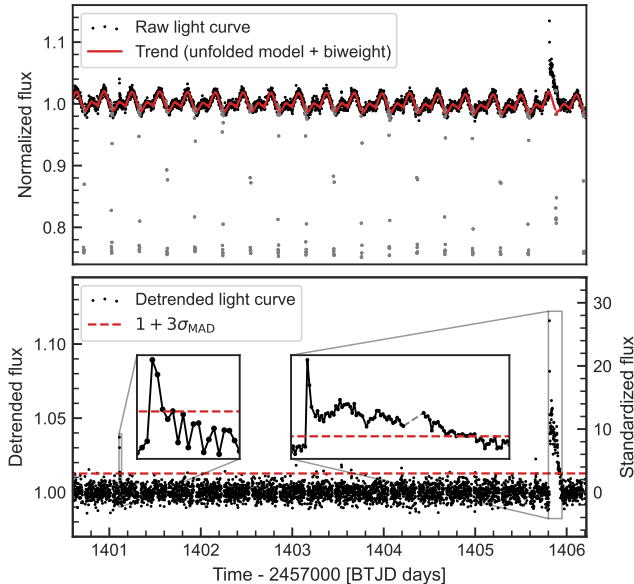 Raw light curve
Trend (unfolded model + biweight)
Normalized flux
1.1
1.0
0.9
0.8
Detrended light curve
1 + 3σMAD
Detrended flux
1.10
1.05
1.00
Standardized flux
30
20
10
0
1401 1402 1403 1404 1405 1406
Time - 2457000 [BTJD days]